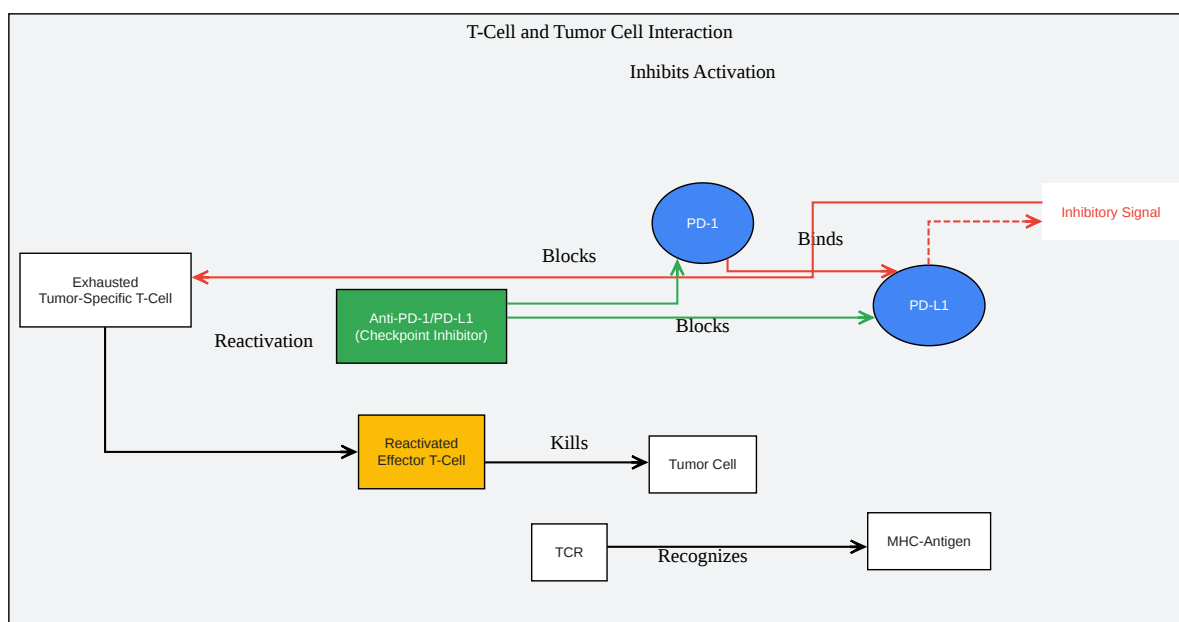 T-Cell and Tumor Cell Interaction
Inhibits Activation
PD-1
Inhibitory Signal
Binds
Blocks
Exhausted
Tumor-Specific T-Cell
Anti-PD-1/PD-L1
(Checkpoint Inhibitor)
PD-L1
Blocks
Reactivation
Reactivated
Effector T-Cell
Kills
Tumor Cell
TCR
Recognizes
MHC-Antigen